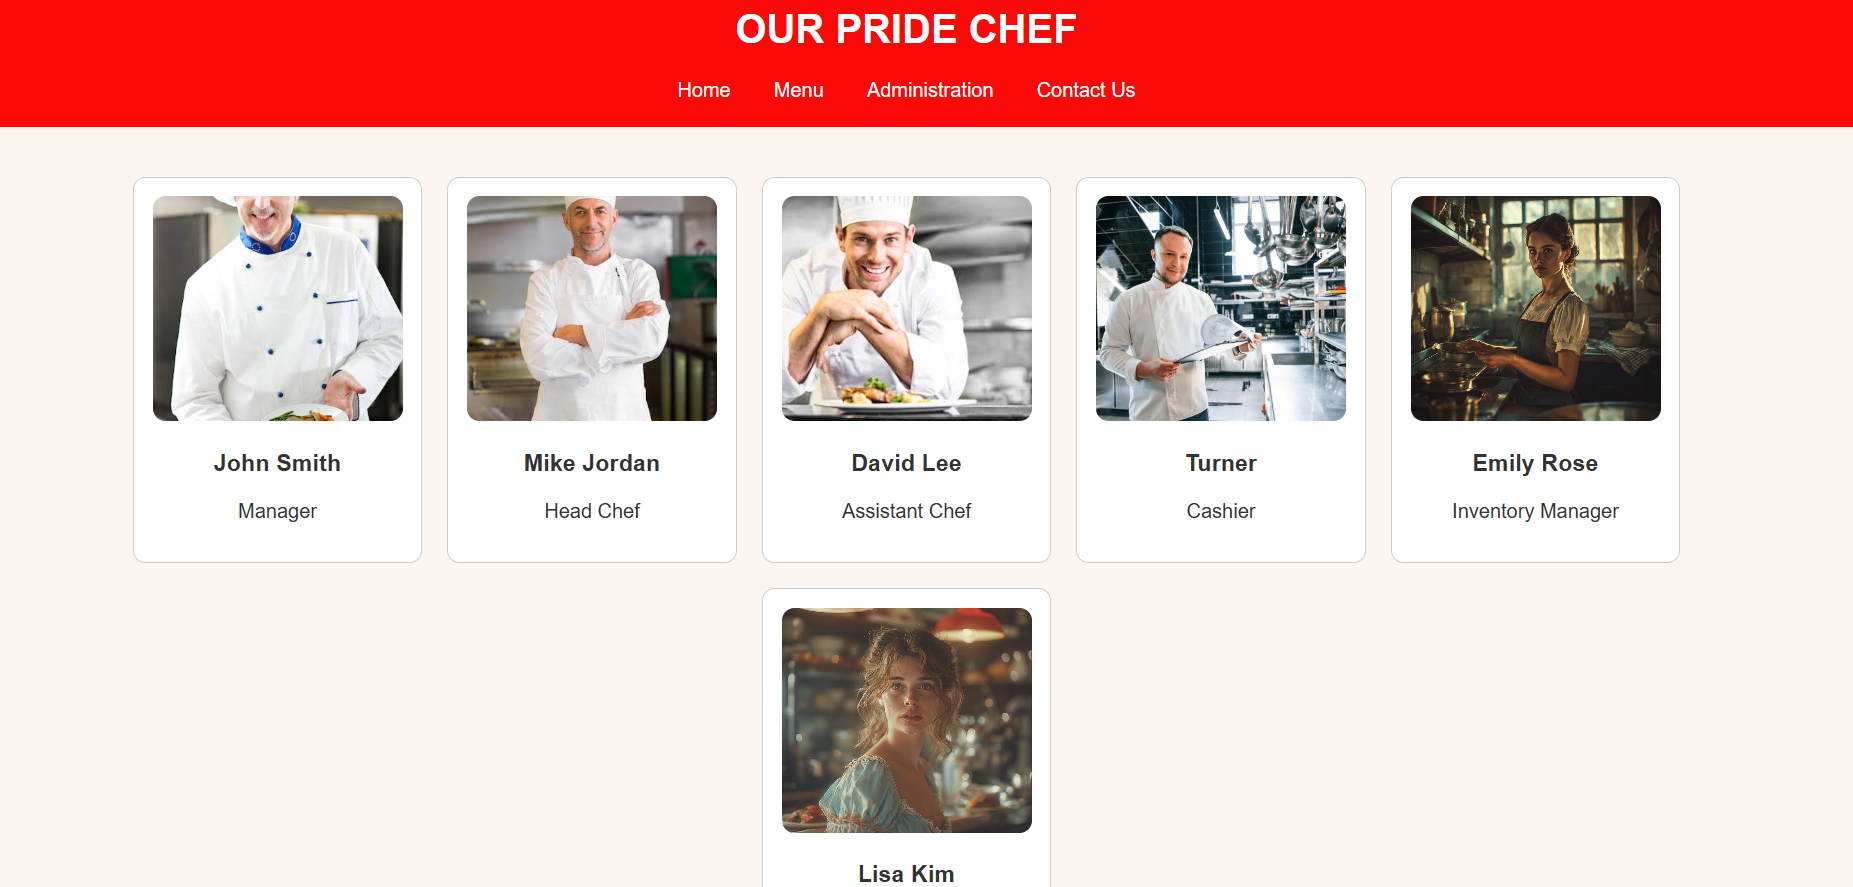 OUR PRIDE CHEF
Home Menu Administration Contact Us
John Smith
Manager
Mike Jordan
Head Chef
David Lee
Assistant Chef
Turner
Cashier
Emily Rose
Inventory Manager
Lisa Kim